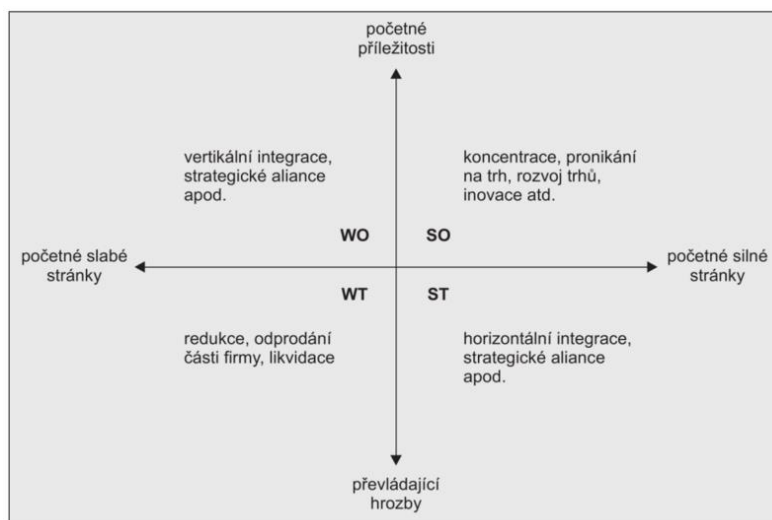 početné
příležitosti
vertikální integrace,
strategické aliance
apod.
koncentrace, pronikání
na trh, rozvoj trhů,
inovace atd.
WO
SO
početné slabé
stránky
početné silné
stránky
WT
ST
redukce, odprodání
části firmy, likvidace
horizontální integrace,
strategické aliance
apod.
převládající
hrozby